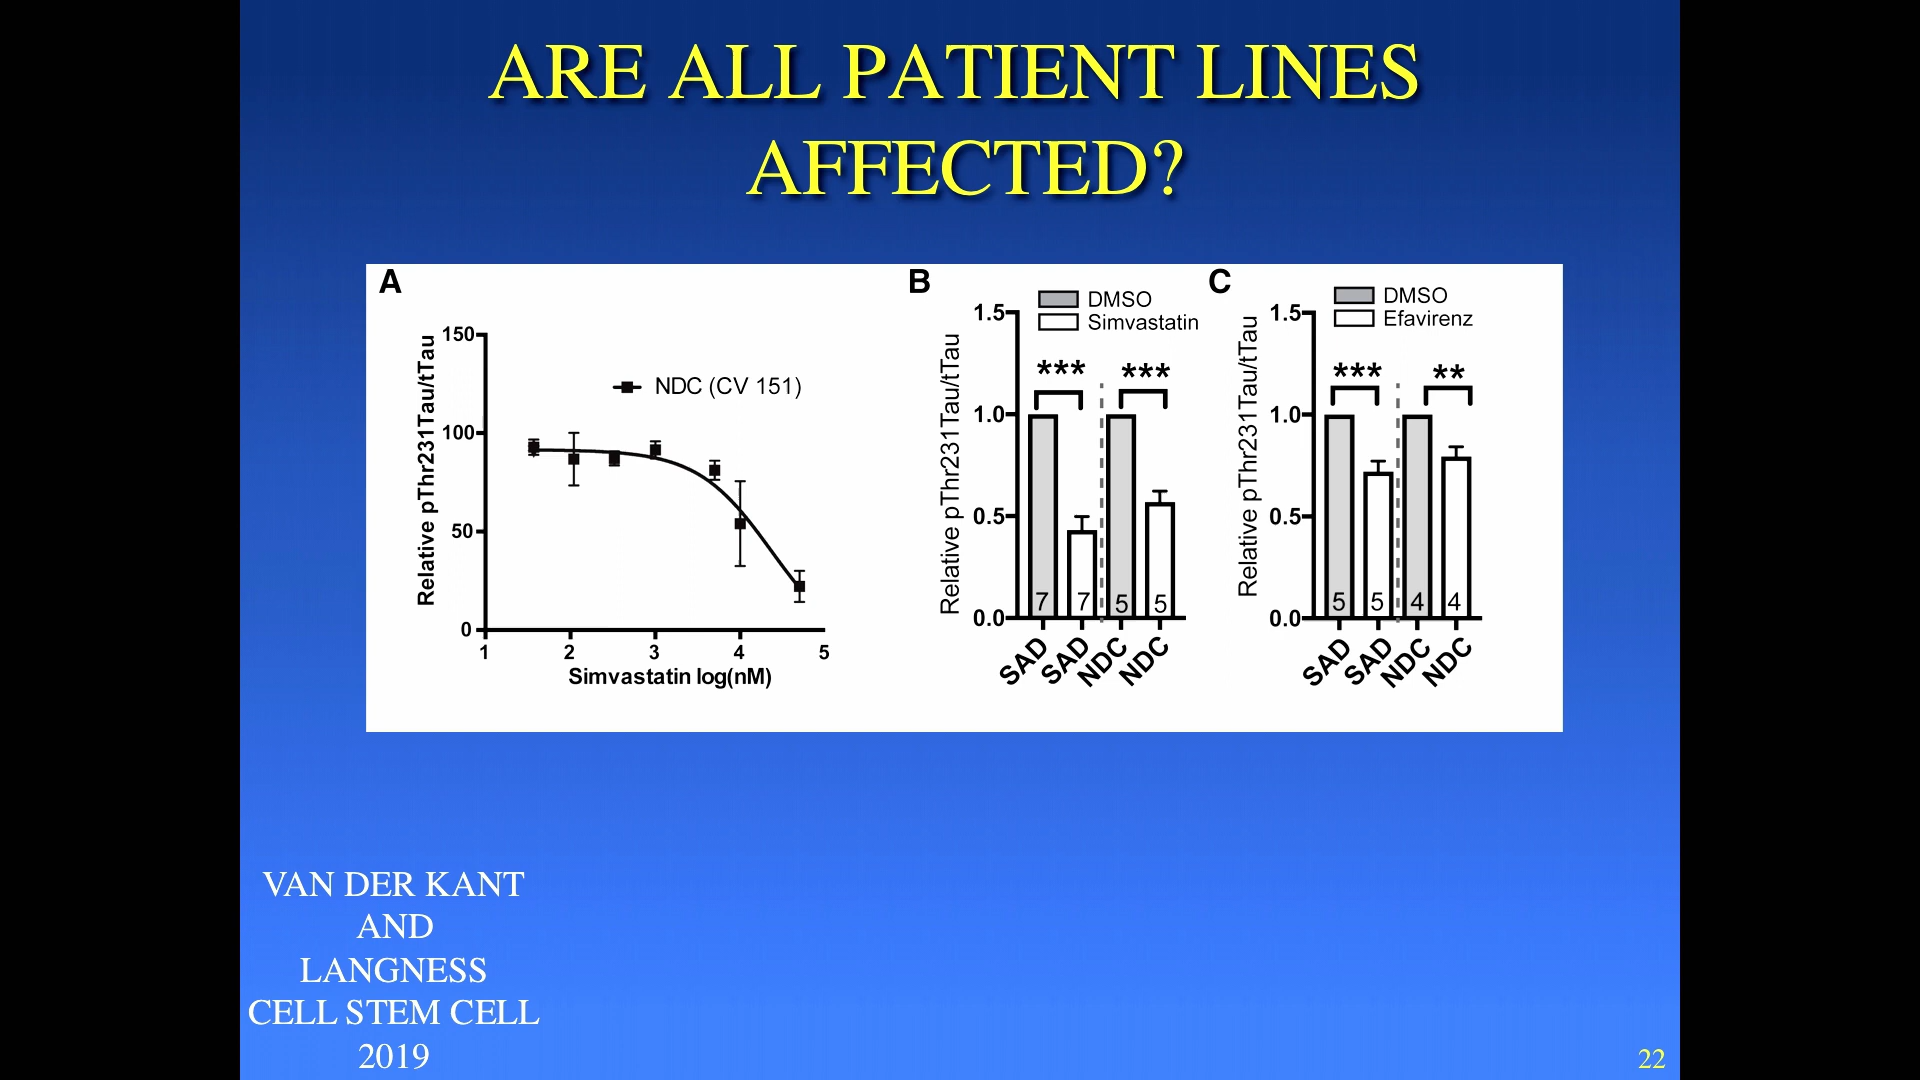 ARE ALL PATIENT LINES
AFFECTED?
A
Relative pThr231Tau/tTau
150
100
50
0
NDC (CV 151)
1 2 3 4 5
Simvastatin log(nM)
B
DMSO
Simvastatin
Relative pThr231Tau/tTau
1.5
1.0
0.5
0.0
*** ***
7 7 5 5
SAD SAD NDC NDC
C
DMSO
Efavirenz
Relative pThr231Tau/tTau
1.5
1.0
0.5
0.0
*** **
5 5 4 4
SAD SAD NDC NDC
VAN DER KANT
AND
LANGNESS
CELL STEM CELL
2019
22